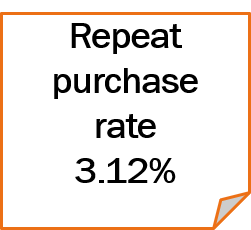 Repeat
purchase
rate
3.12%